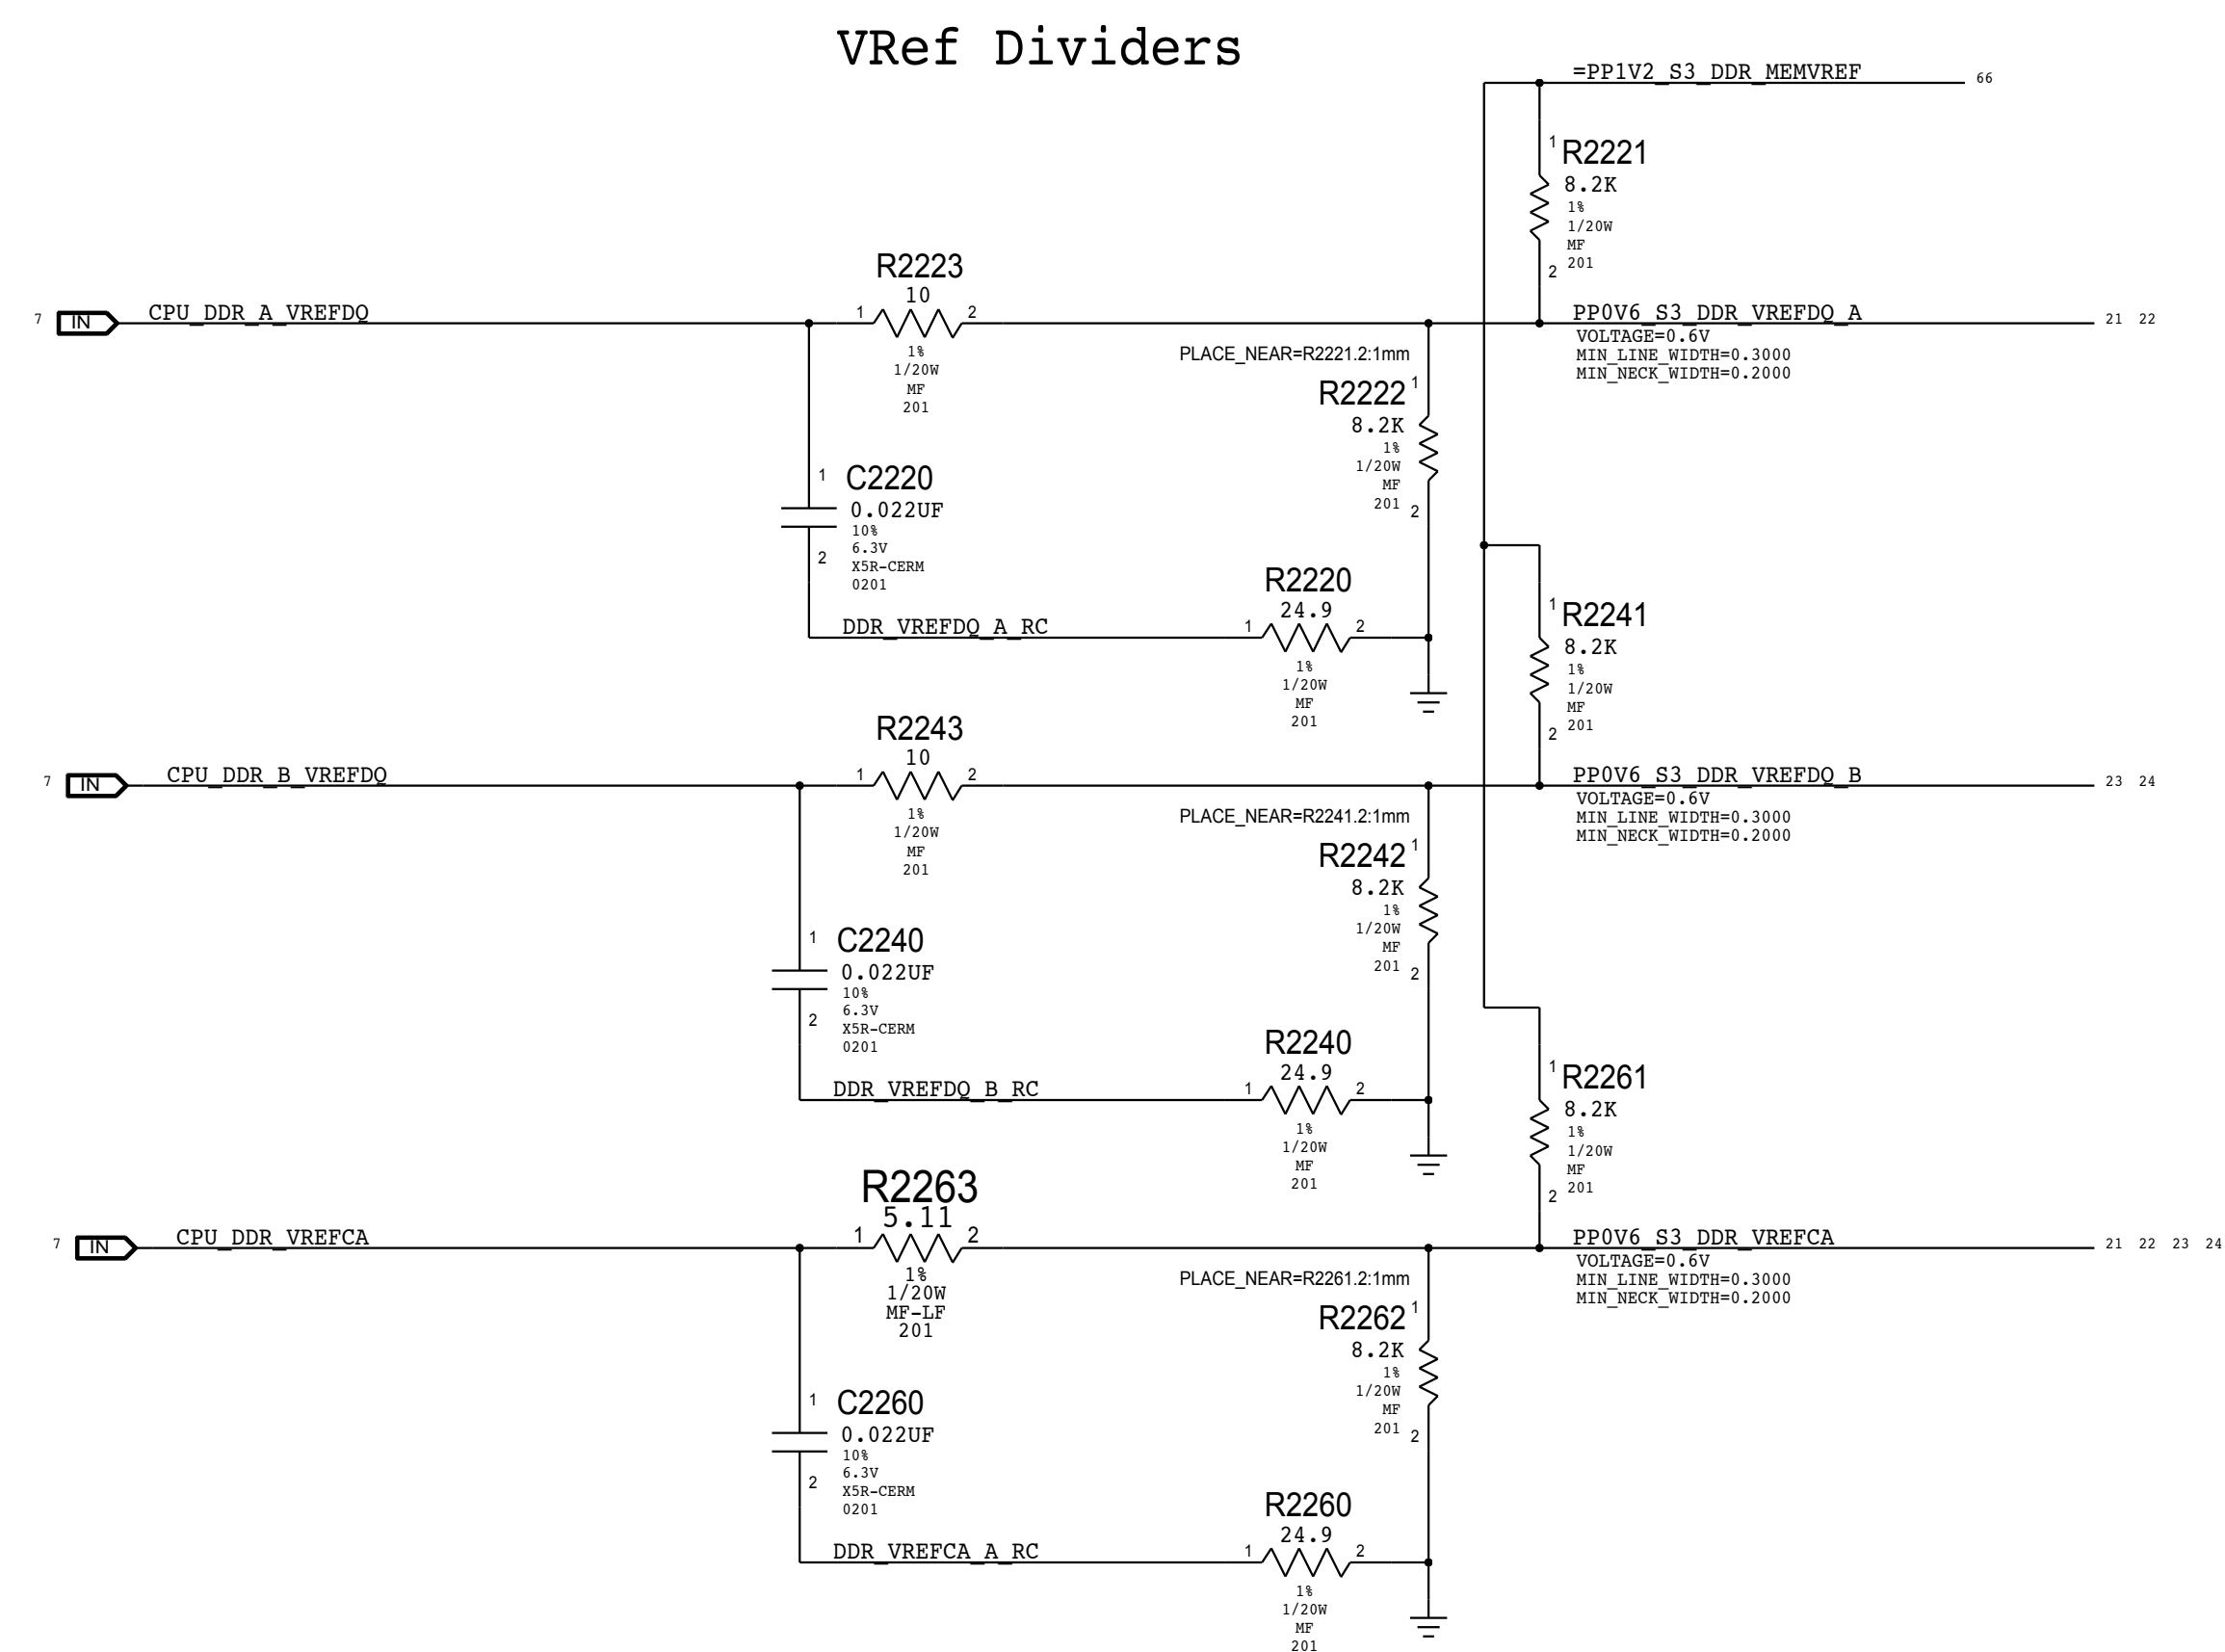 VRef Dividers
=PP1V2_S3_DDR_MEMVREF 66
1 R2221
8.2K
1%
1/20W
MF
2 201
R2223
10
7 IN CPU_DDR_A_VREFDQ 1 2 PP0V6_S3_DDR_VREFDQ_A 21 22
1%
1/20W
MF
201
VOLTAGE=0.6V
MIN_LINE_WIDTH=0.3000
MIN_NECK_WIDTH=0.2000
PLACE_NEAR=R2221.2:1mm
R2222 1
8.2K
1%
1/20W
MF
201 2
1 C2220
0.022UF
10%
6.3V
2 X5R-CERM
0201
R2220
24.9
DDR_VREFDQ_A_RC 1 2
1%
1/20W
MF
201
1 R2241
8.2K
1%
1/20W
MF
2 201
R2243
10
7 IN CPU_DDR_B_VREFDQ 1 2 PP0V6_S3_DDR_VREFDQ_B 23 24
1%
1/20W
MF
201
VOLTAGE=0.6V
MIN_LINE_WIDTH=0.3000
MIN_NECK_WIDTH=0.2000
PLACE_NEAR=R2241.2:1mm
R2242 1
8.2K
1%
1/20W
MF
201 2
1 C2240
0.022UF
10%
6.3V
2 X5R-CERM
0201
R2240
24.9
DDR_VREFDQ_B_RC 1 2
1%
1/20W
MF
201
1 R2261
8.2K
1%
1/20W
MF
2 201
R2263
5.11
7 IN CPU_DDR_VREFCA 1 2 PP0V6_S3_DDR_VREFCA 21 22 23 24
1%
1/20W
MF-LF
201
VOLTAGE=0.6V
MIN_LINE_WIDTH=0.3000
MIN_NECK_WIDTH=0.2000
PLACE_NEAR=R2261.2:1mm
R2262 1
8.2K
1%
1/20W
MF
201 2
1 C2260
0.022UF
10%
6.3V
2 X5R-CERM
0201
R2260
24.9
DDR_VREFCA_A_RC 1 2
1%
1/20W
MF
201